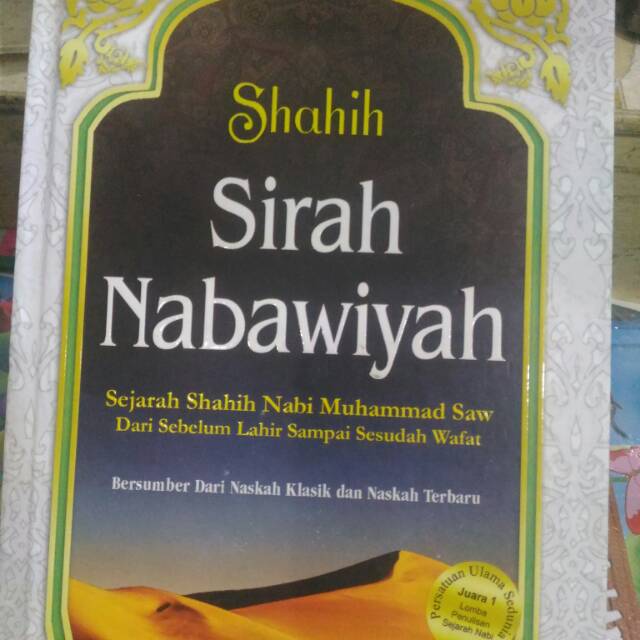 Shahih
Sirah
Nabawiyah
Sejarah Shahih Nabi Muhammad Saw
Dari Sebelum Lahir Sampai Sesudah Wafat
Bersumber Dari Naskah Klasik dan Naskah Terbaru
Persatuan Ulama Sedunia
Juara 1
Lomba
Penulisan
Sejarah Nabi